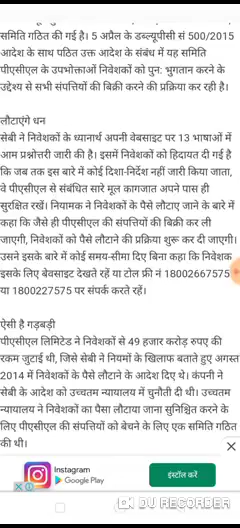 समिति गठित की गई है। 5 अप्रैल के डब्ल्यूपीसी सं 500/2015
आदेश के साथ पठित उक्त आदेश के संबंध में यह समिति
पीएसीएल के उपभोक्ताओं निवेशकों को पुन: भुगतान करने के
उद्देश्य से सभी संपत्तियों की बिक्री करने की प्रक्रिया कर रही है।
लौटाएंगे धन
सेबी ने निवेशकों के ध्यानार्थ अपनी वेबसाइट पर 13 भाषाओं में
आम प्रश्नोत्तरी जारी की है। इसमें निवेशकों को हिदायत दी गई है
कि जब तक इस बारे में कोई दिशा-निर्देश नहीं जारी किया जाता,
वे पीएसीएल से संबंधित सारे मूल कागजात अपने पास ही
सुरक्षित रखें। नियामक ने निवेशकों के पैसे लौटाए जाने के बारे में
कहा कि जैसे ही पीएसीएल की संपत्तियों की बिक्री कर ली
जाएगी, निवेशकों को पैसे लौटाने की प्रक्रिया शुरू कर दी जाएगी।
उसने इसके बारे में कोई समय-सीमा दिए बिना कहा कि निवेशक
इसके लिए बेवसाइट देखते रहें या टोल फ्री नं 18002667575
या 1800227575 पर संपर्क करते रहें।
ऐसी है गड़बड़ी
पीएसीएल लिमिटेड ने निवेशकों से 49 हजार करोड़ रुपए की
रकम जुटाई थी, जिसे सेबी ने नियमों के खिलाफ बताते हुए अगस्त
2014 में निवेशकों के पैसे लौटाने के आदेश दिए थे। कंपनी ने
सेबी के आदेश को उच्चतम न्यायालय में चुनौती दी थी। उच्चतम
न्यायालय ने निवेशकों का पैसा लौटाया जाना सुनिश्चित करने के
लिए पीएसीएल की संपत्तियों को बेचने के लिए एक समिति गठित
की थी।
Instagram
Google Play
इंस्टॉल करें
DU RECORDER